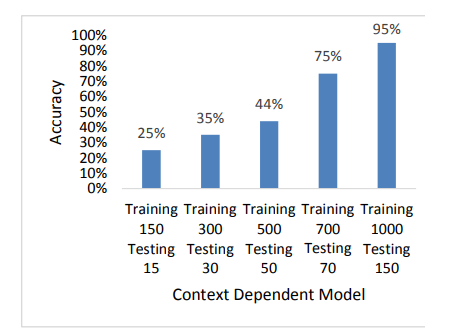 95%
100%
90%
75%
80%
70%
60%
44%
50%
35%
40%
25%
30%
20%
10%
0%
Accuracy
Training Training Training Training Training
150 300 500 700 1000
Testing Testing Testing Testing Testing
15 30 50 70 150
Context Dependent Model